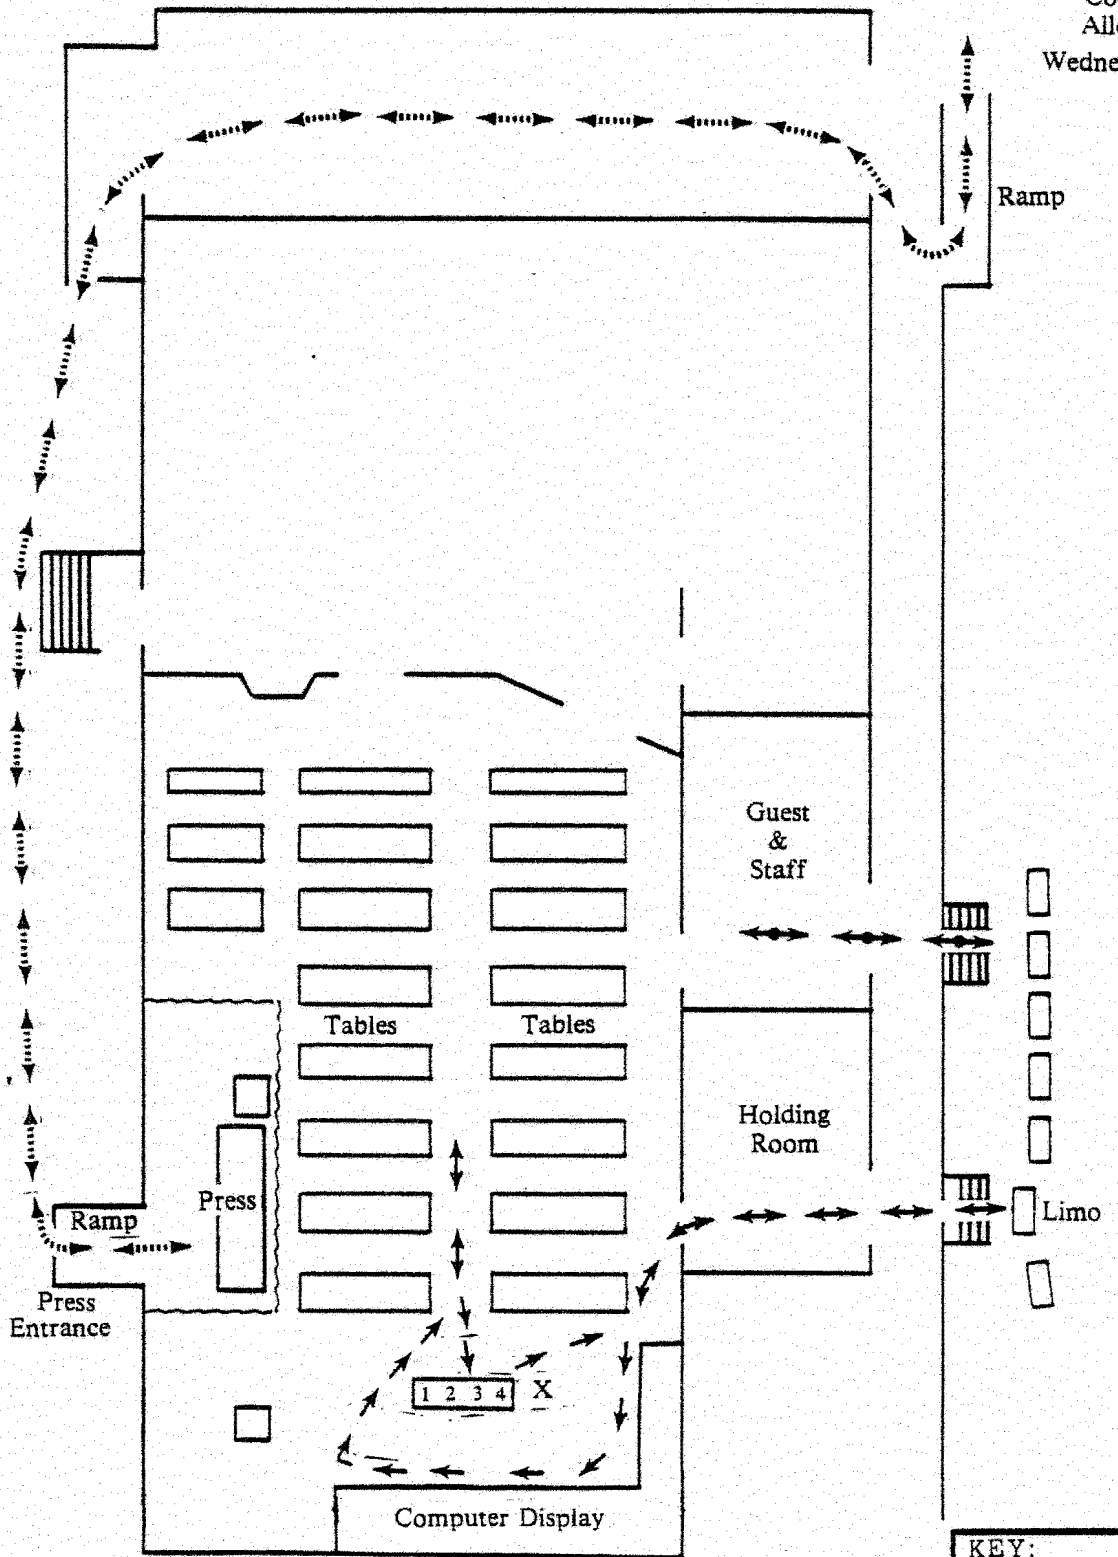 Ramp
Guest
&
Staff
Tables
Tables
Holding
Room
Press
Ramp
Limo
Press
Entrance
1 2 3 4 X
Computer Display
KEY: